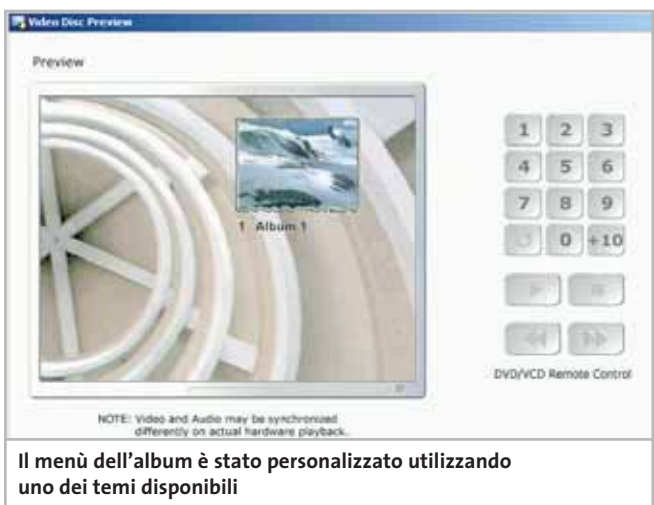 Video Disc Preview
Preview
1 Album 1
1 2 3
4 5 6
7 8 9
0 +10
DVD/VCD Remote Control
NOTE: Video and Audio may be synchronized
differently on actual hardware playback.
Il menù dell'album è stato personalizzato utilizzando
uno dei temi disponibili